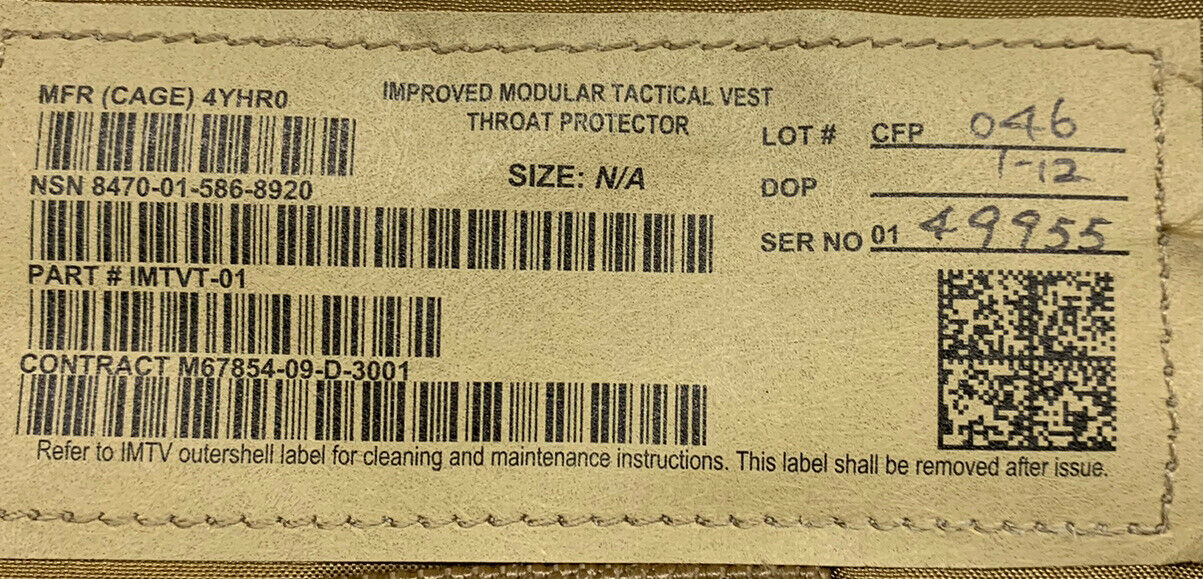 MFR (CAGE) 4YHR0
NSN 8470-01-586-8920
PART # IMTVT-01
CONTRACT M67854-09-D-3001
IMPROVED MODULAR TACTICAL VEST
THROAT PROTECTOR
SIZE: N/A
LOT # CFP 046
DOP 1-12
SER NO 01 49955
Refer to IMTV outershell label for cleaning and maintenance instructions. This label shall be removed after issue.